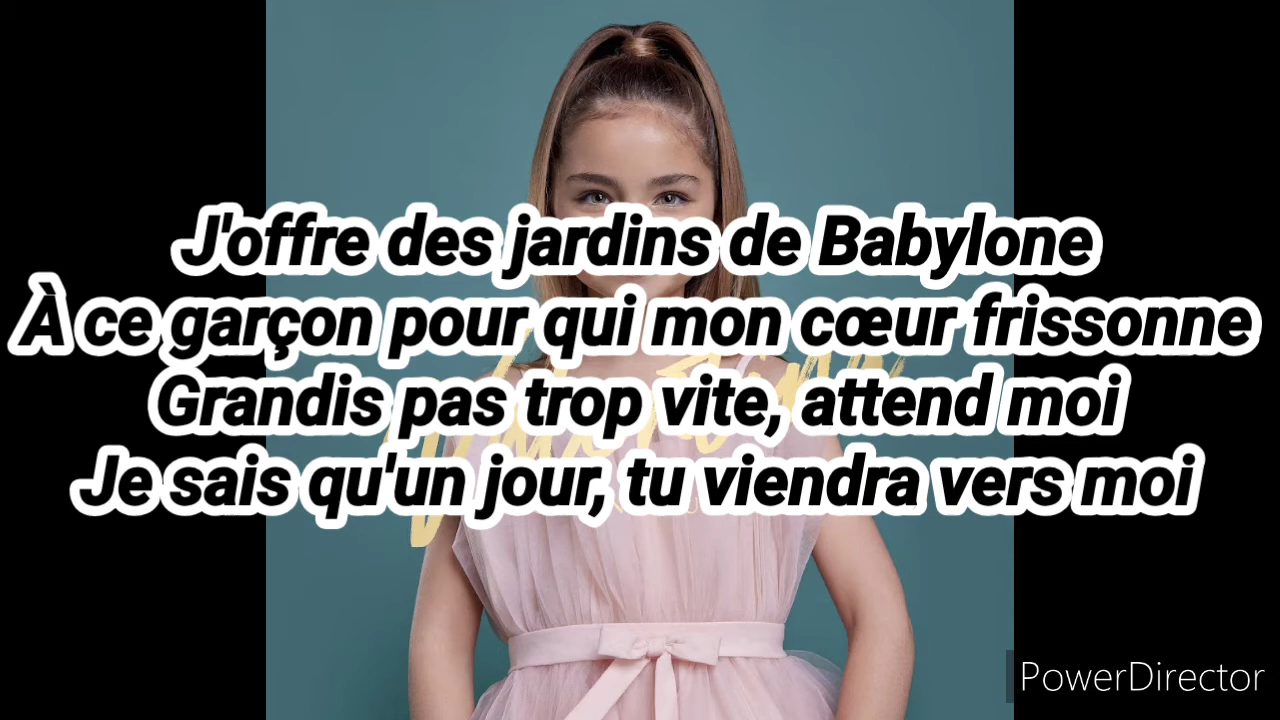 J'offre des jardins de Babylone
À ce garçon pour qui mon cœur frissonne
Grandis pas trop vite, attend moi
Je sais qu'un jour, tu viendra vers moi
PowerDirector